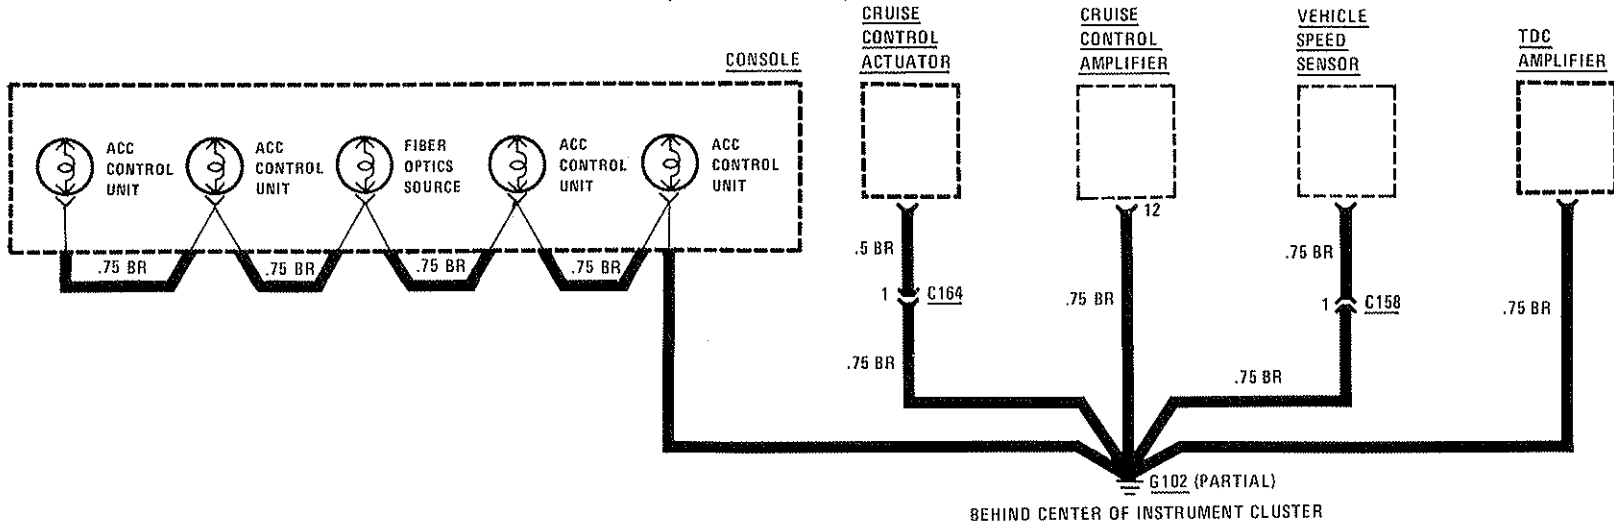 CONSOLE
ACC
CONTROL
UNIT
ACC
CONTROL
UNIT
FIBER
OPTICS
SOURCE
ACC
CONTROL
UNIT
ACC
CONTROL
UNIT
.75 BR
.75 BR
.75 BR
.75 BR
CRUISE
CONTROL
ACTUATOR
.5 BR
1 C164
.75 BR
CRUISE
CONTROL
AMPLIFIER
12
.75 BR
VEHICLE
SPEED
SENSOR
.75 BR
1 C158
.75 BR
TDC
AMPLIFIER
.75 BR
G102 (PARTIAL)
BEHIND CENTER OF INSTRUMENT CLUSTER